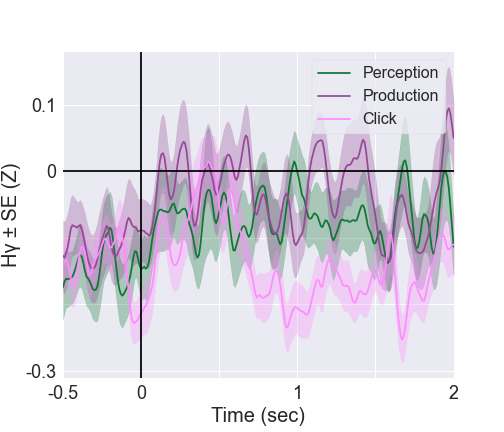 Perception
Production
Click
0.1
0
-0.3
Hγ ± SE (Z)
-0.5
0
1
2
Time (sec)